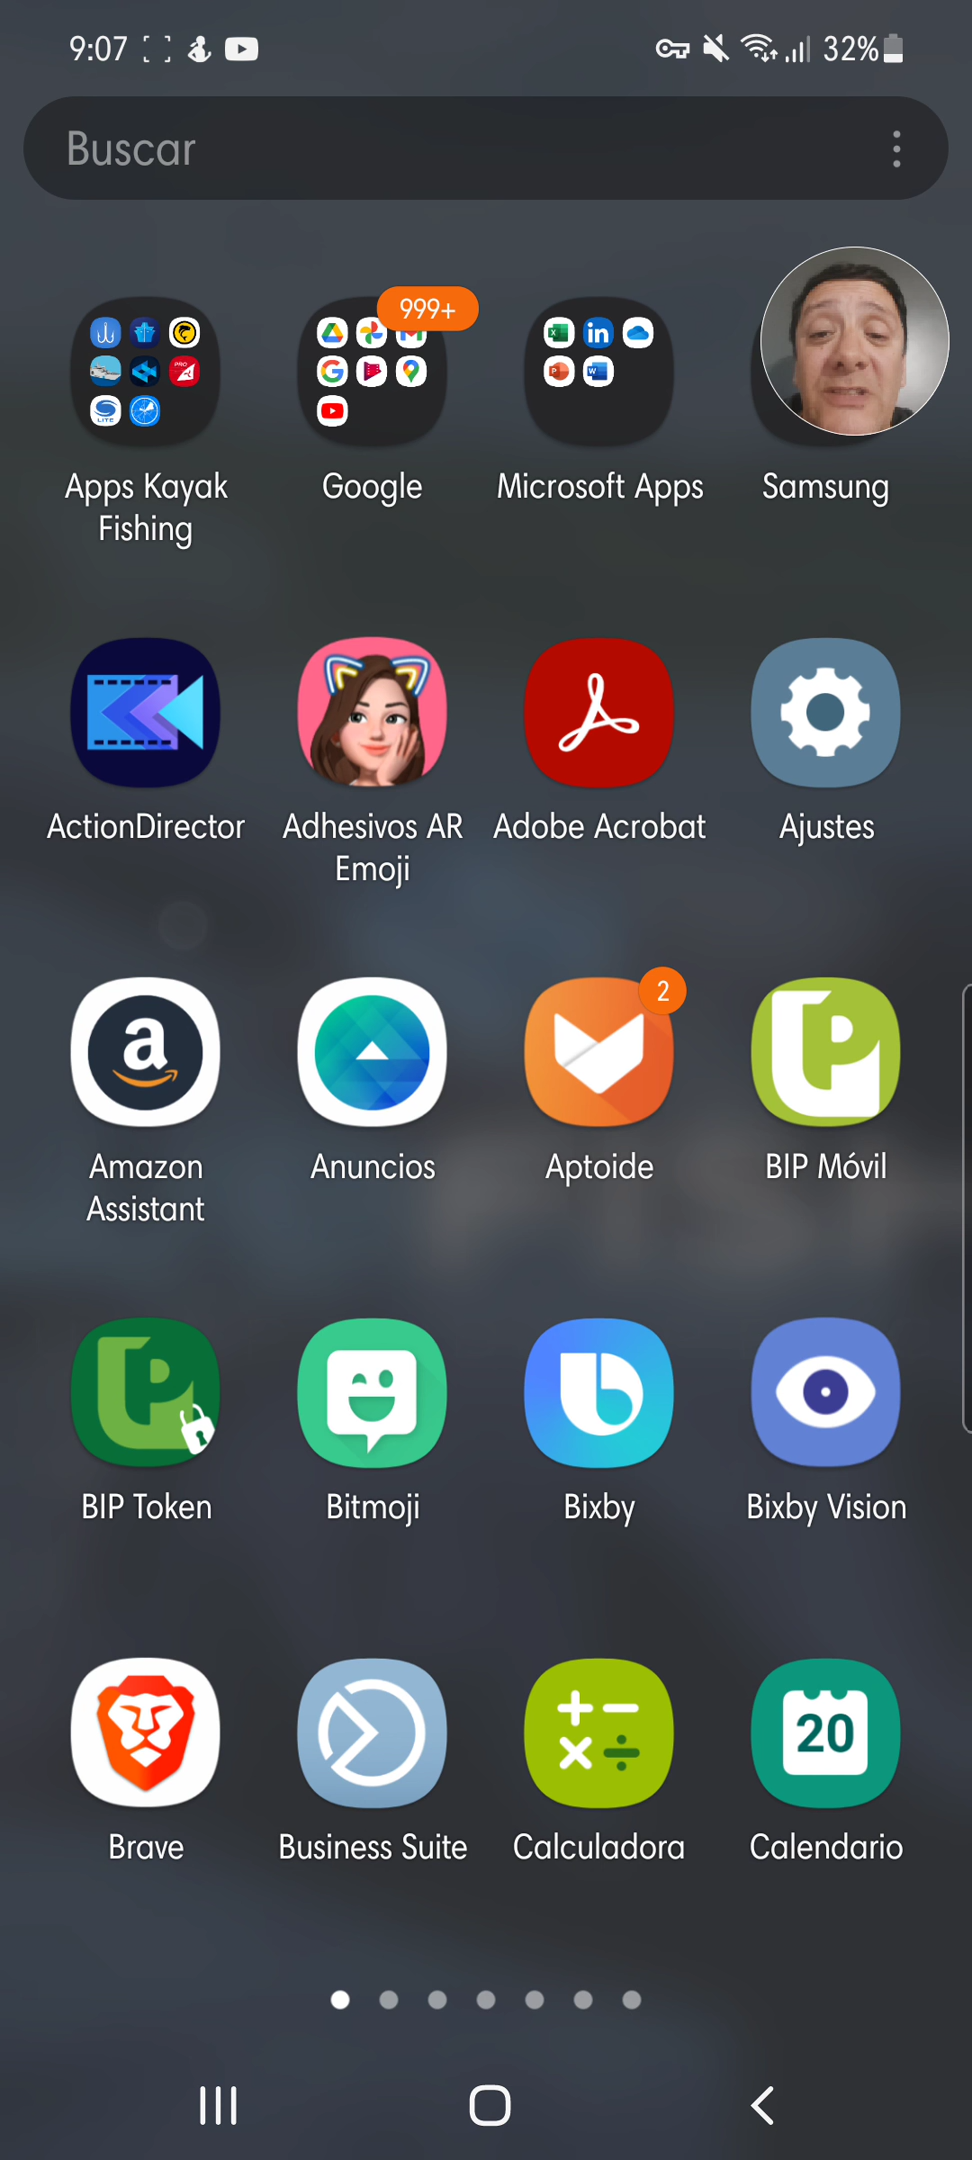 9:07 32%
Buscar
999+
PRO
LITE
Apps Kayak
Fishing
Google
Microsoft Apps
Samsung
ActionDirector
Adhesivos AR
Emoji
Adobe Acrobat
Ajustes
2
Amazon
Assistant
Anuncios
Aptoide
BIP Móvil
BIP Token
Bitmoji
Bixby
Bixby Vision
20
Brave
Business Suite
Calculadora
Calendario